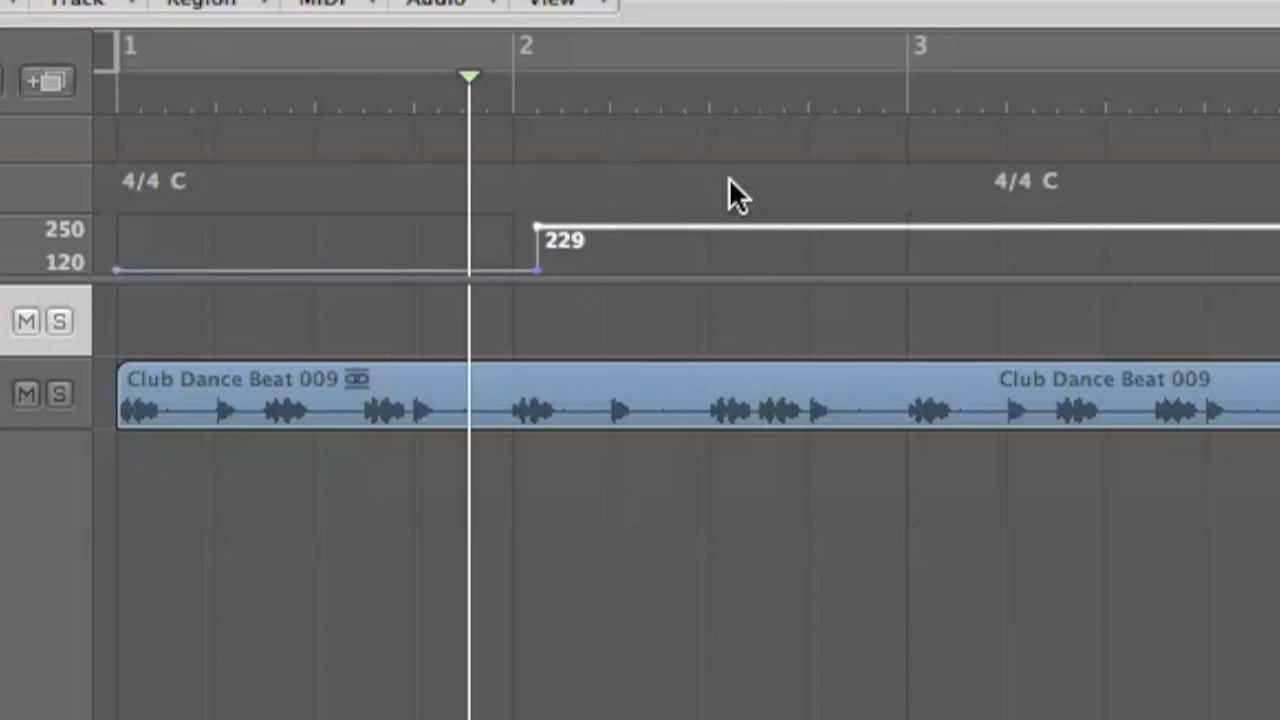 Track Region MIDI Audio View
1 2 3
4/4 C 4/4 C
250
229
120
M S
Club Dance Beat 009 Club Dance Beat 009
M S